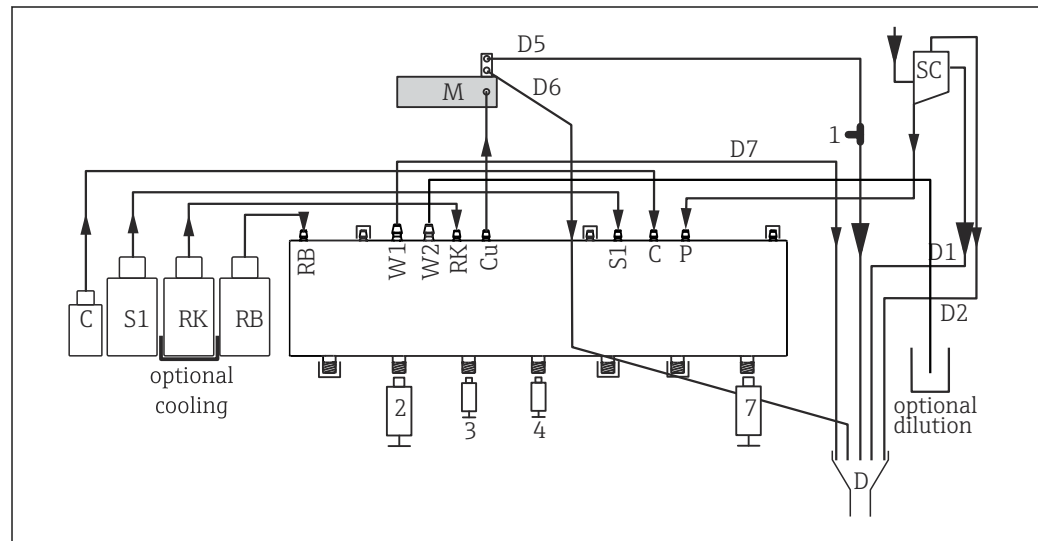 D5
SC
M
D6
1
D7
RB
W1
W2
RK
Cu
S1
C
P
D1
C
S1
RK
RB
D2
optional
cooling
2
3
4
7
optional
dilution
D